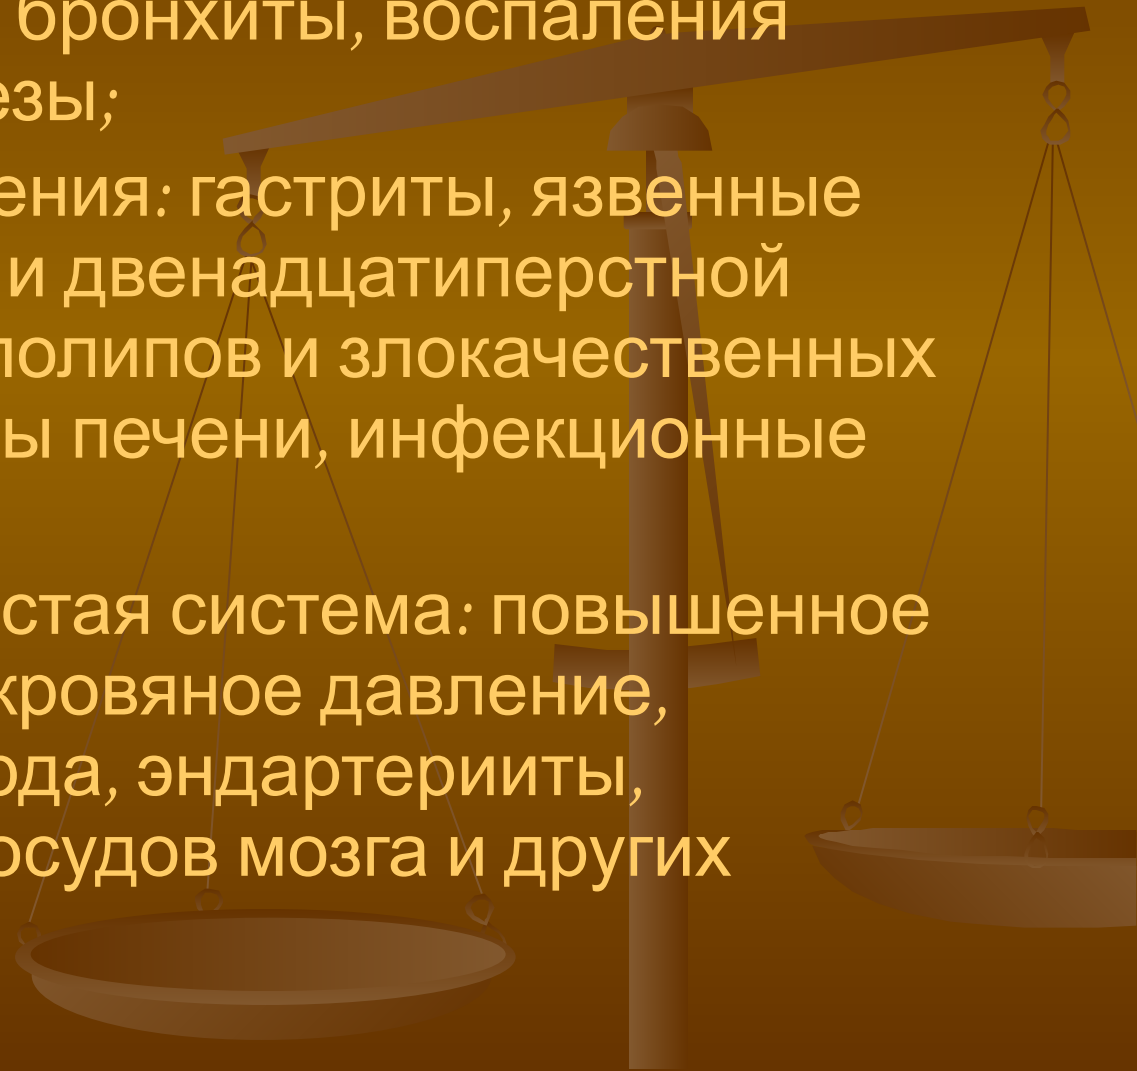 бронхиты, воспаления
езы;
ения: гастриты, язвенные
и двенадцатиперстной
полипов и злокачественных
ы печени, инфекционные
стая система: повышенное
кровяное давление,
ода, эндартерииты,
осудов мозга и других